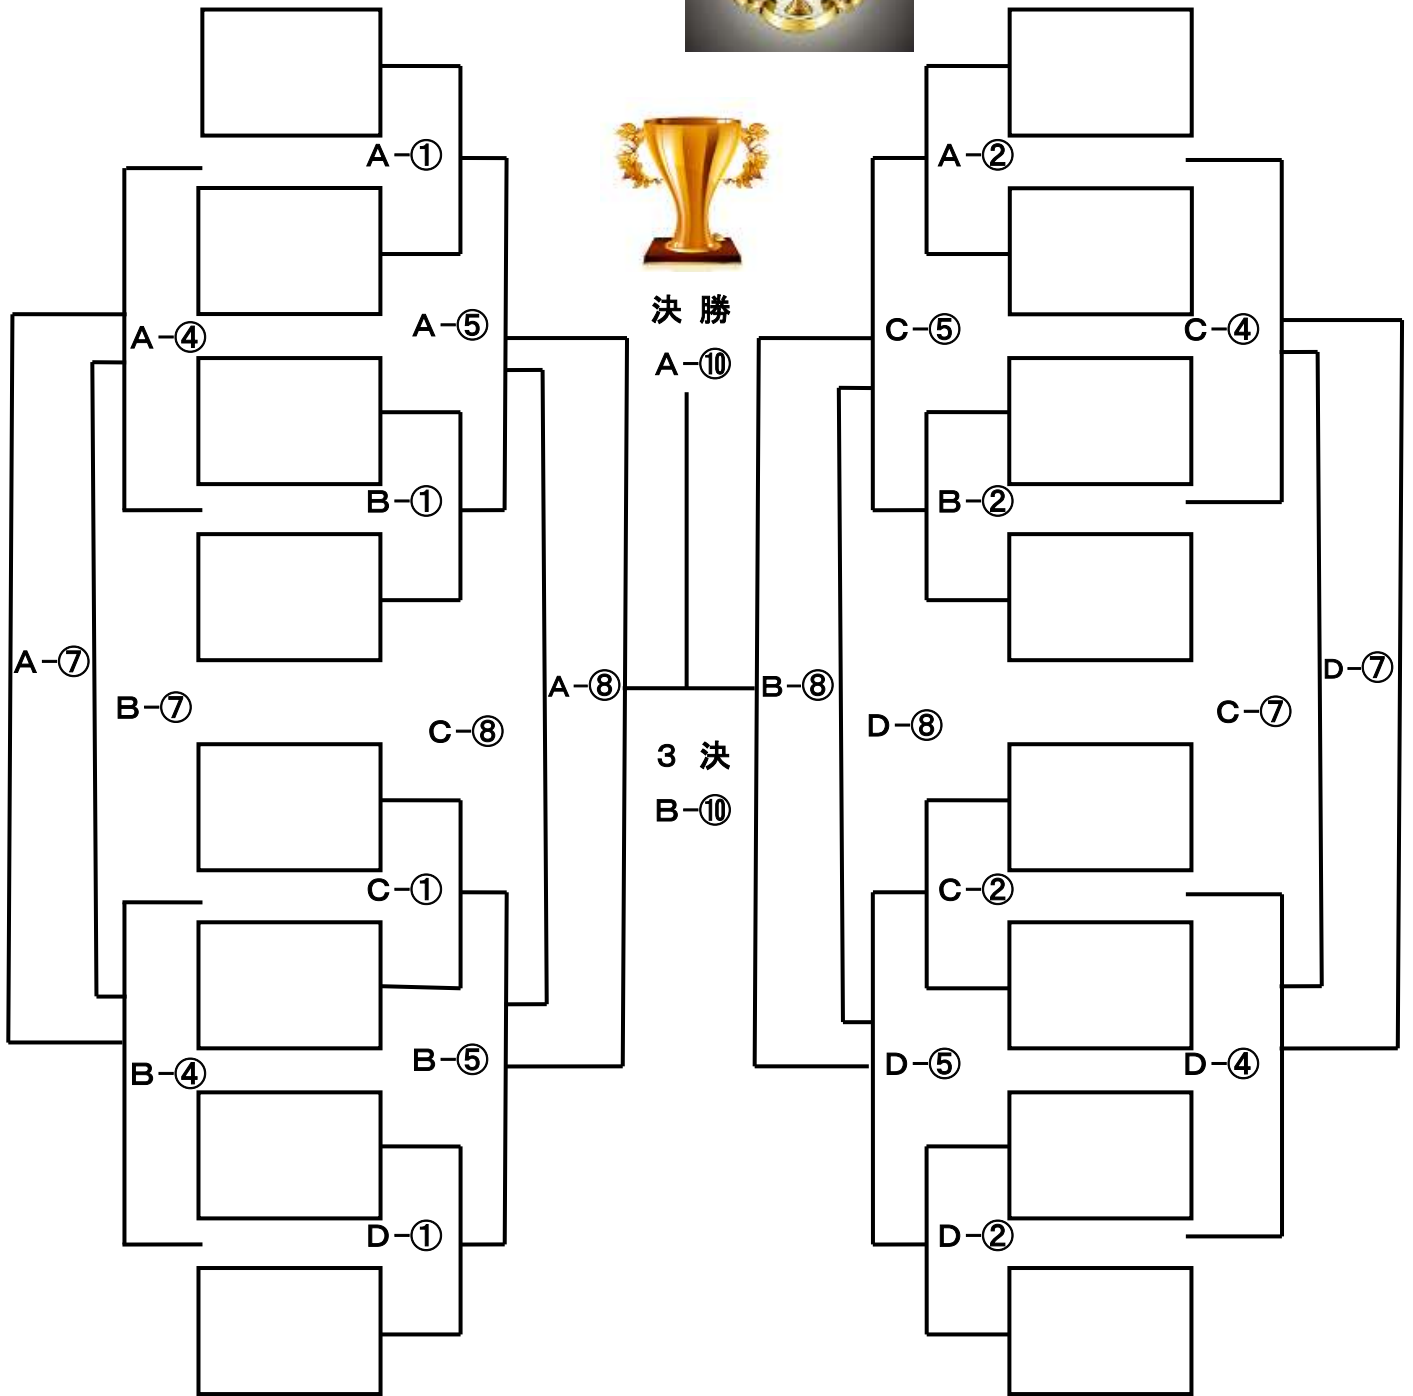 A-①
A-②
A-④
A-⑤
決 勝
C-⑤
C-④
A-⑩
B-①
B-②
A-⑦
A-⑧
B-⑧
D-⑦
B-⑦
C-⑧
D-⑧
C-⑦
3 決
B-⑩
C-①
C-②
B-④
B-⑤
D-⑤
D-④
D-①
D-②